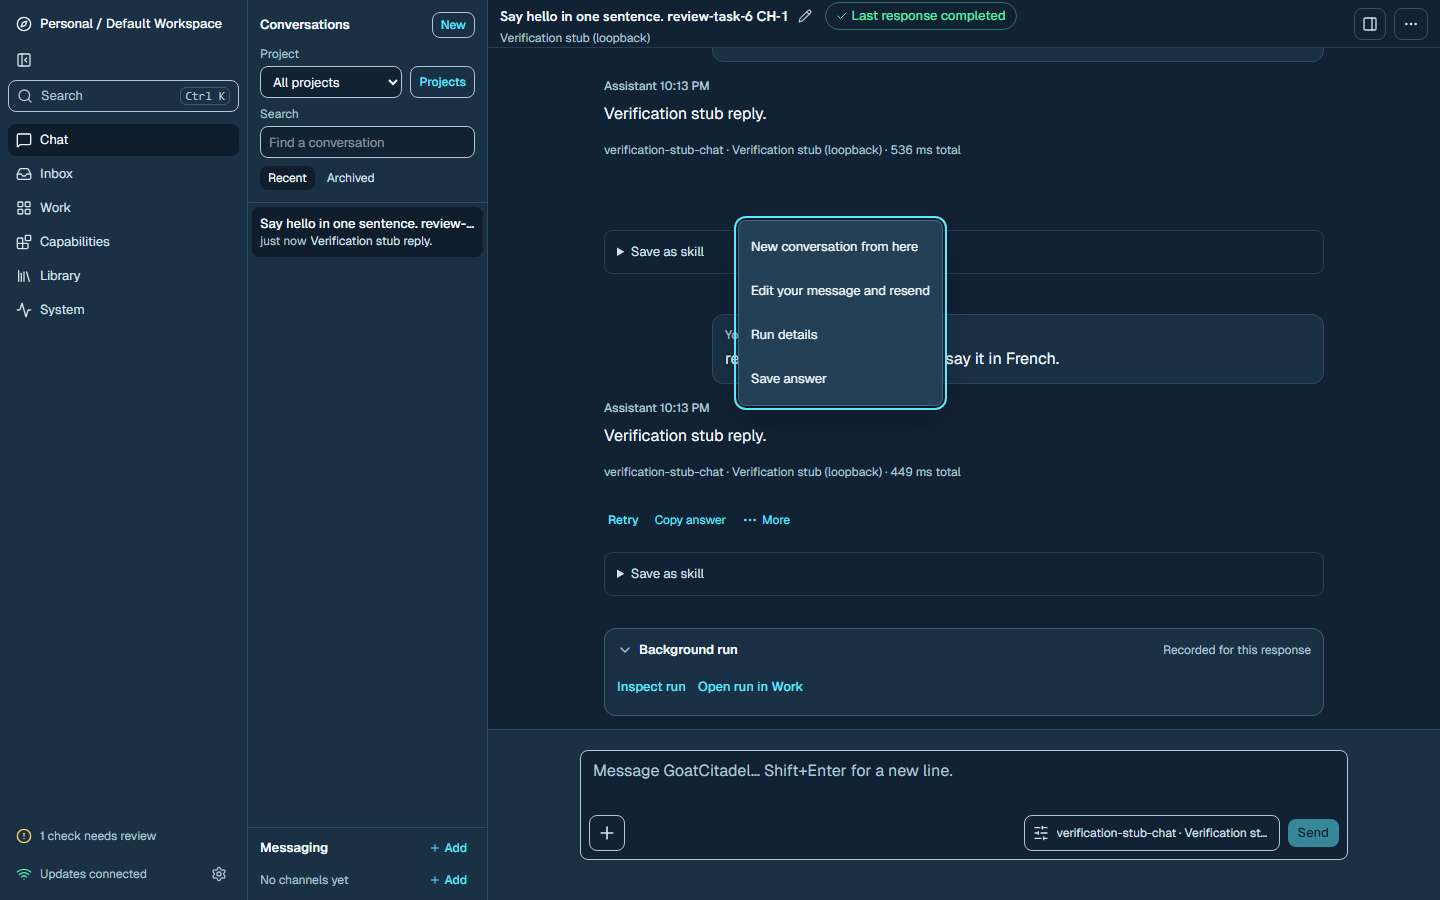 Personal / Default Workspace
Search
Ctrl K
Chat
Inbox
Work
Capabilities
Library
System
1 check needs review
Updates connected
Conversations
New
Project
All projects
Projects
Search
Find a conversation
Recent
Archived
Say hello in one sentence. review-...
just now Verification stub reply.
Messaging
+ Add
No channels yet
+ Add
Say hello in one sentence. review-task-6 CH-1
Last response completed
Verification stub (loopback)
Assistant 10:13 PM
Verification stub reply.
verification-stub-chat · Verification stub (loopback) · 536 ms total
Save as skill
New conversation from here
Edit your message and resend
Run details
Save answer
say it in French.
Assistant 10:13 PM
Verification stub reply.
verification-stub-chat · Verification stub (loopback) · 449 ms total
Retry
Copy answer
··· More
Save as skill
Background run
Recorded for this response
Inspect run
Open run in Work
Message GoatCitadel... Shift+Enter for a new line.
verification-stub-chat · Verification st...
Send